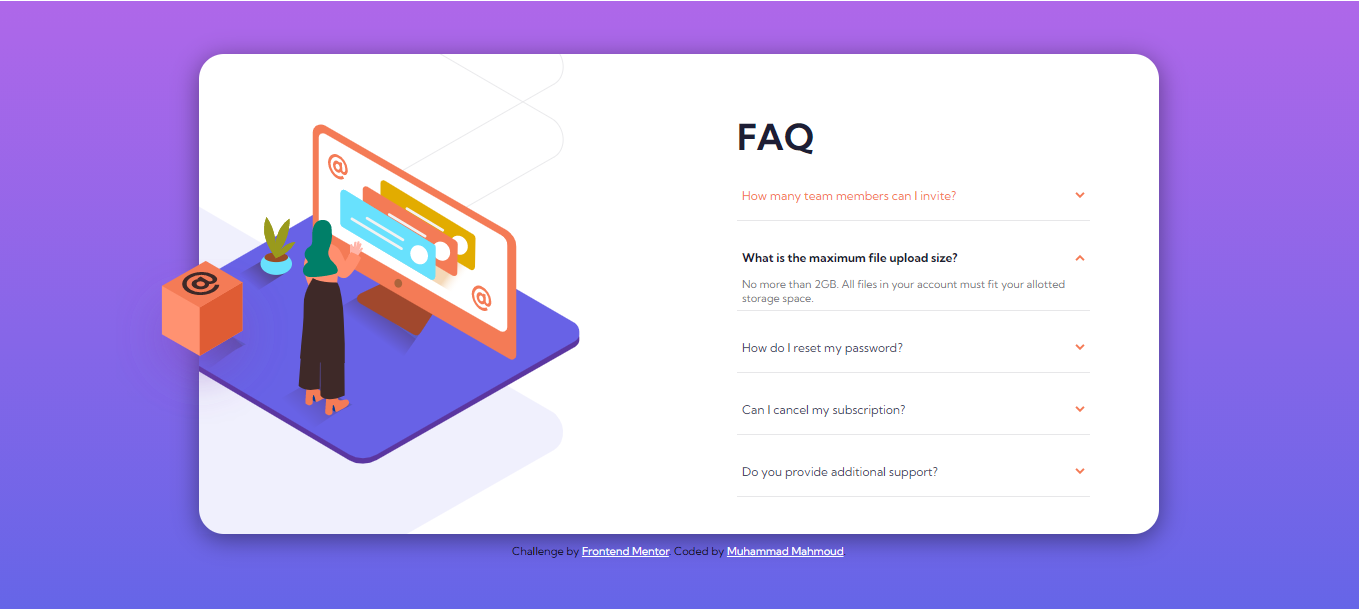 FAQ
How many team members can I invite?
What is the maximum file upload size?
No more than 2GB. All files in your account must fit your allotted
storage space.
How do I reset my password?
Can I cancel my subscription?
Do you provide additional support?
@
@
@
Challenge by Frontend Mentor Coded by Muhammad Mahmoud